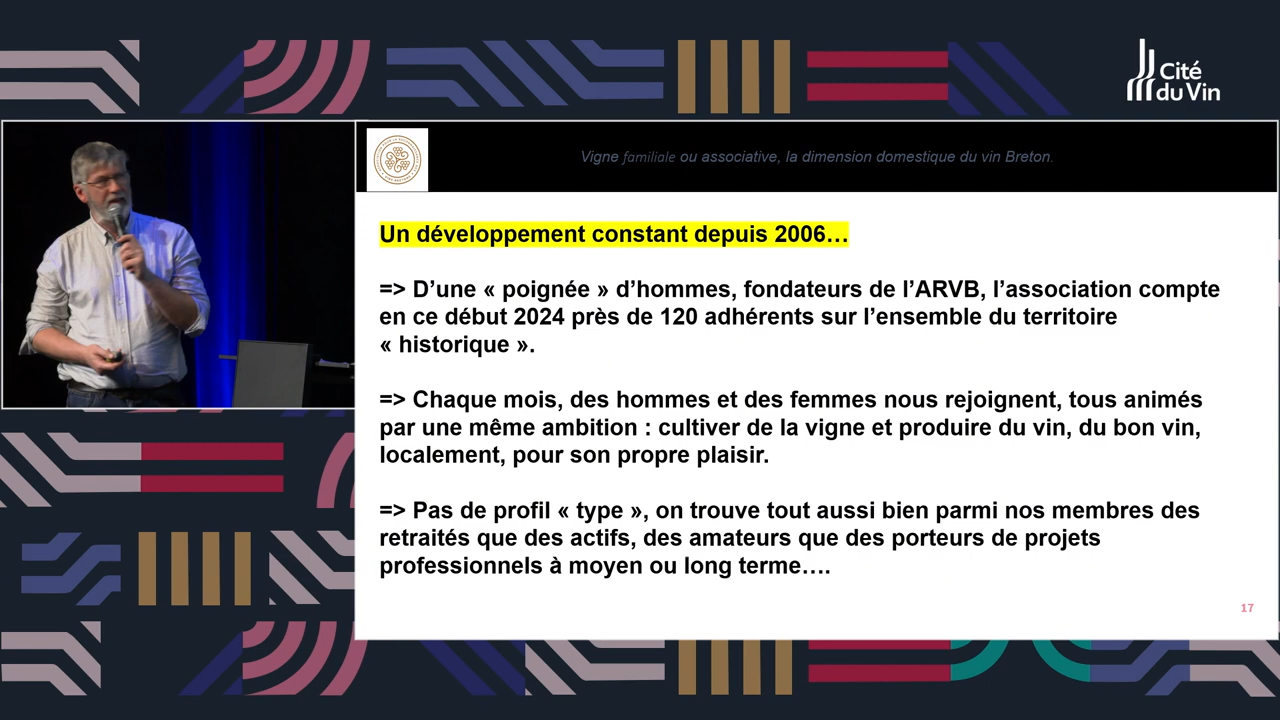 Cité
du Vin
Vigne familiale ou associative, la dimension domestique du vin Breton.
Un développement constant depuis 2006…
=> D’une « poignée » d’hommes, fondateurs de l’ARVB, l’association compte
en ce début 2024 près de 120 adhérents sur l’ensemble du territoire
« historique ».
=> Chaque mois, des hommes et des femmes nous rejoignent, tous animés
par une même ambition : cultiver de la vigne et produire du vin, du bon vin,
localement, pour son propre plaisir.
=> Pas de profil « type », on trouve tout aussi bien parmi nos membres des
retraités que des actifs, des amateurs que des porteurs de projets
professionnels à moyen ou long terme….
17